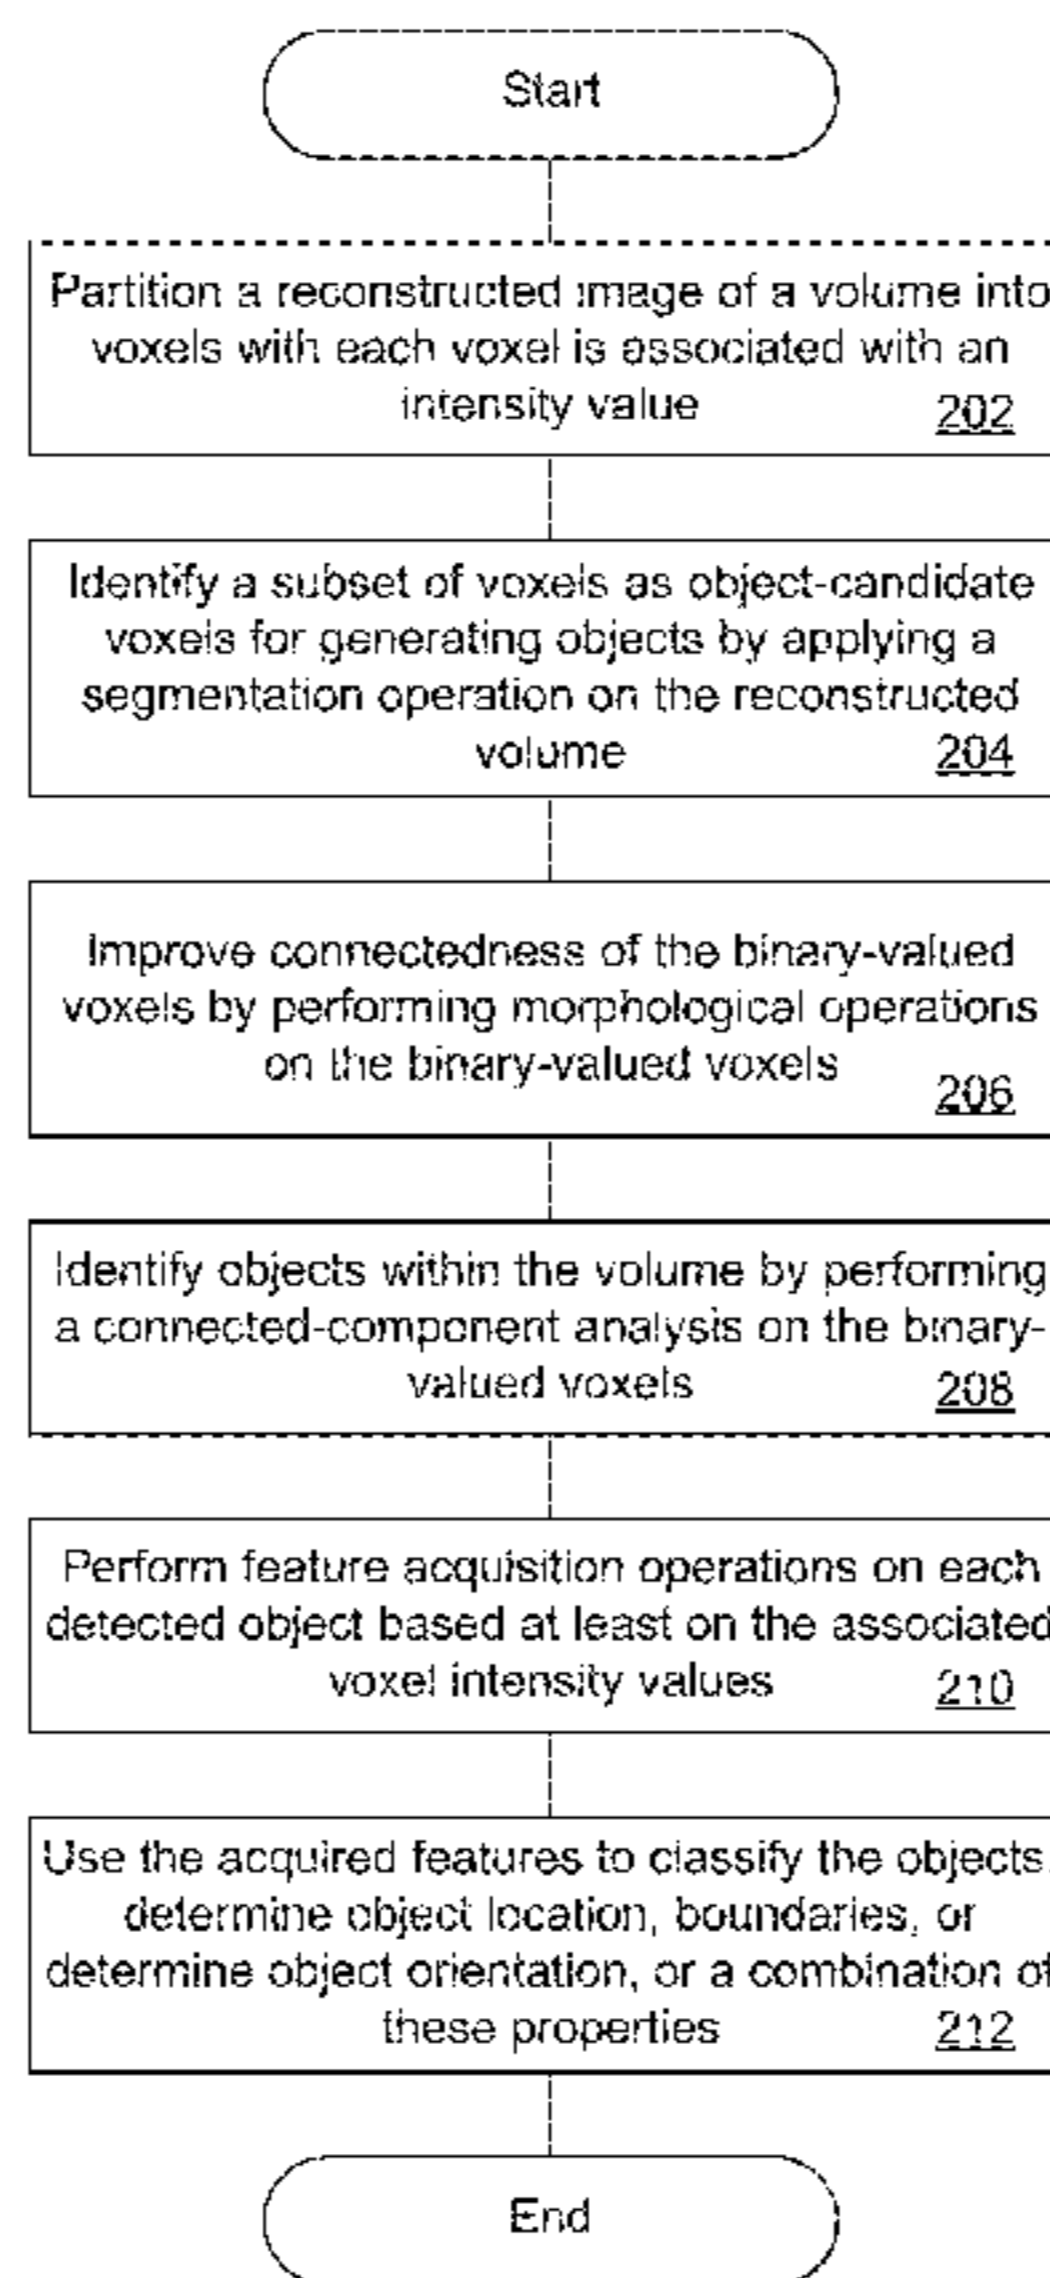 Start
Partition a reconstructed image of a volume into
voxels with each voxel is associated with an
intensity value
202
Identify a subset of voxels as object-candidate
voxels for generating objects by applying a
segmentation operation on the reconstructed
volume
204
Improve connectedness of the binary-valued
voxels by performing morphological operations
on the binary-valued voxels
206
Identify objects within the volume by performing
a connected-component analysis on the binary-
valued voxels
208
Perform feature acquisition operations on each
detected object based at least on the associated
voxel intensity values
210
Use the acquired features to classify the objects,
determine object location, boundaries, or
determine object orientation, or a combination of
these properties
212
End